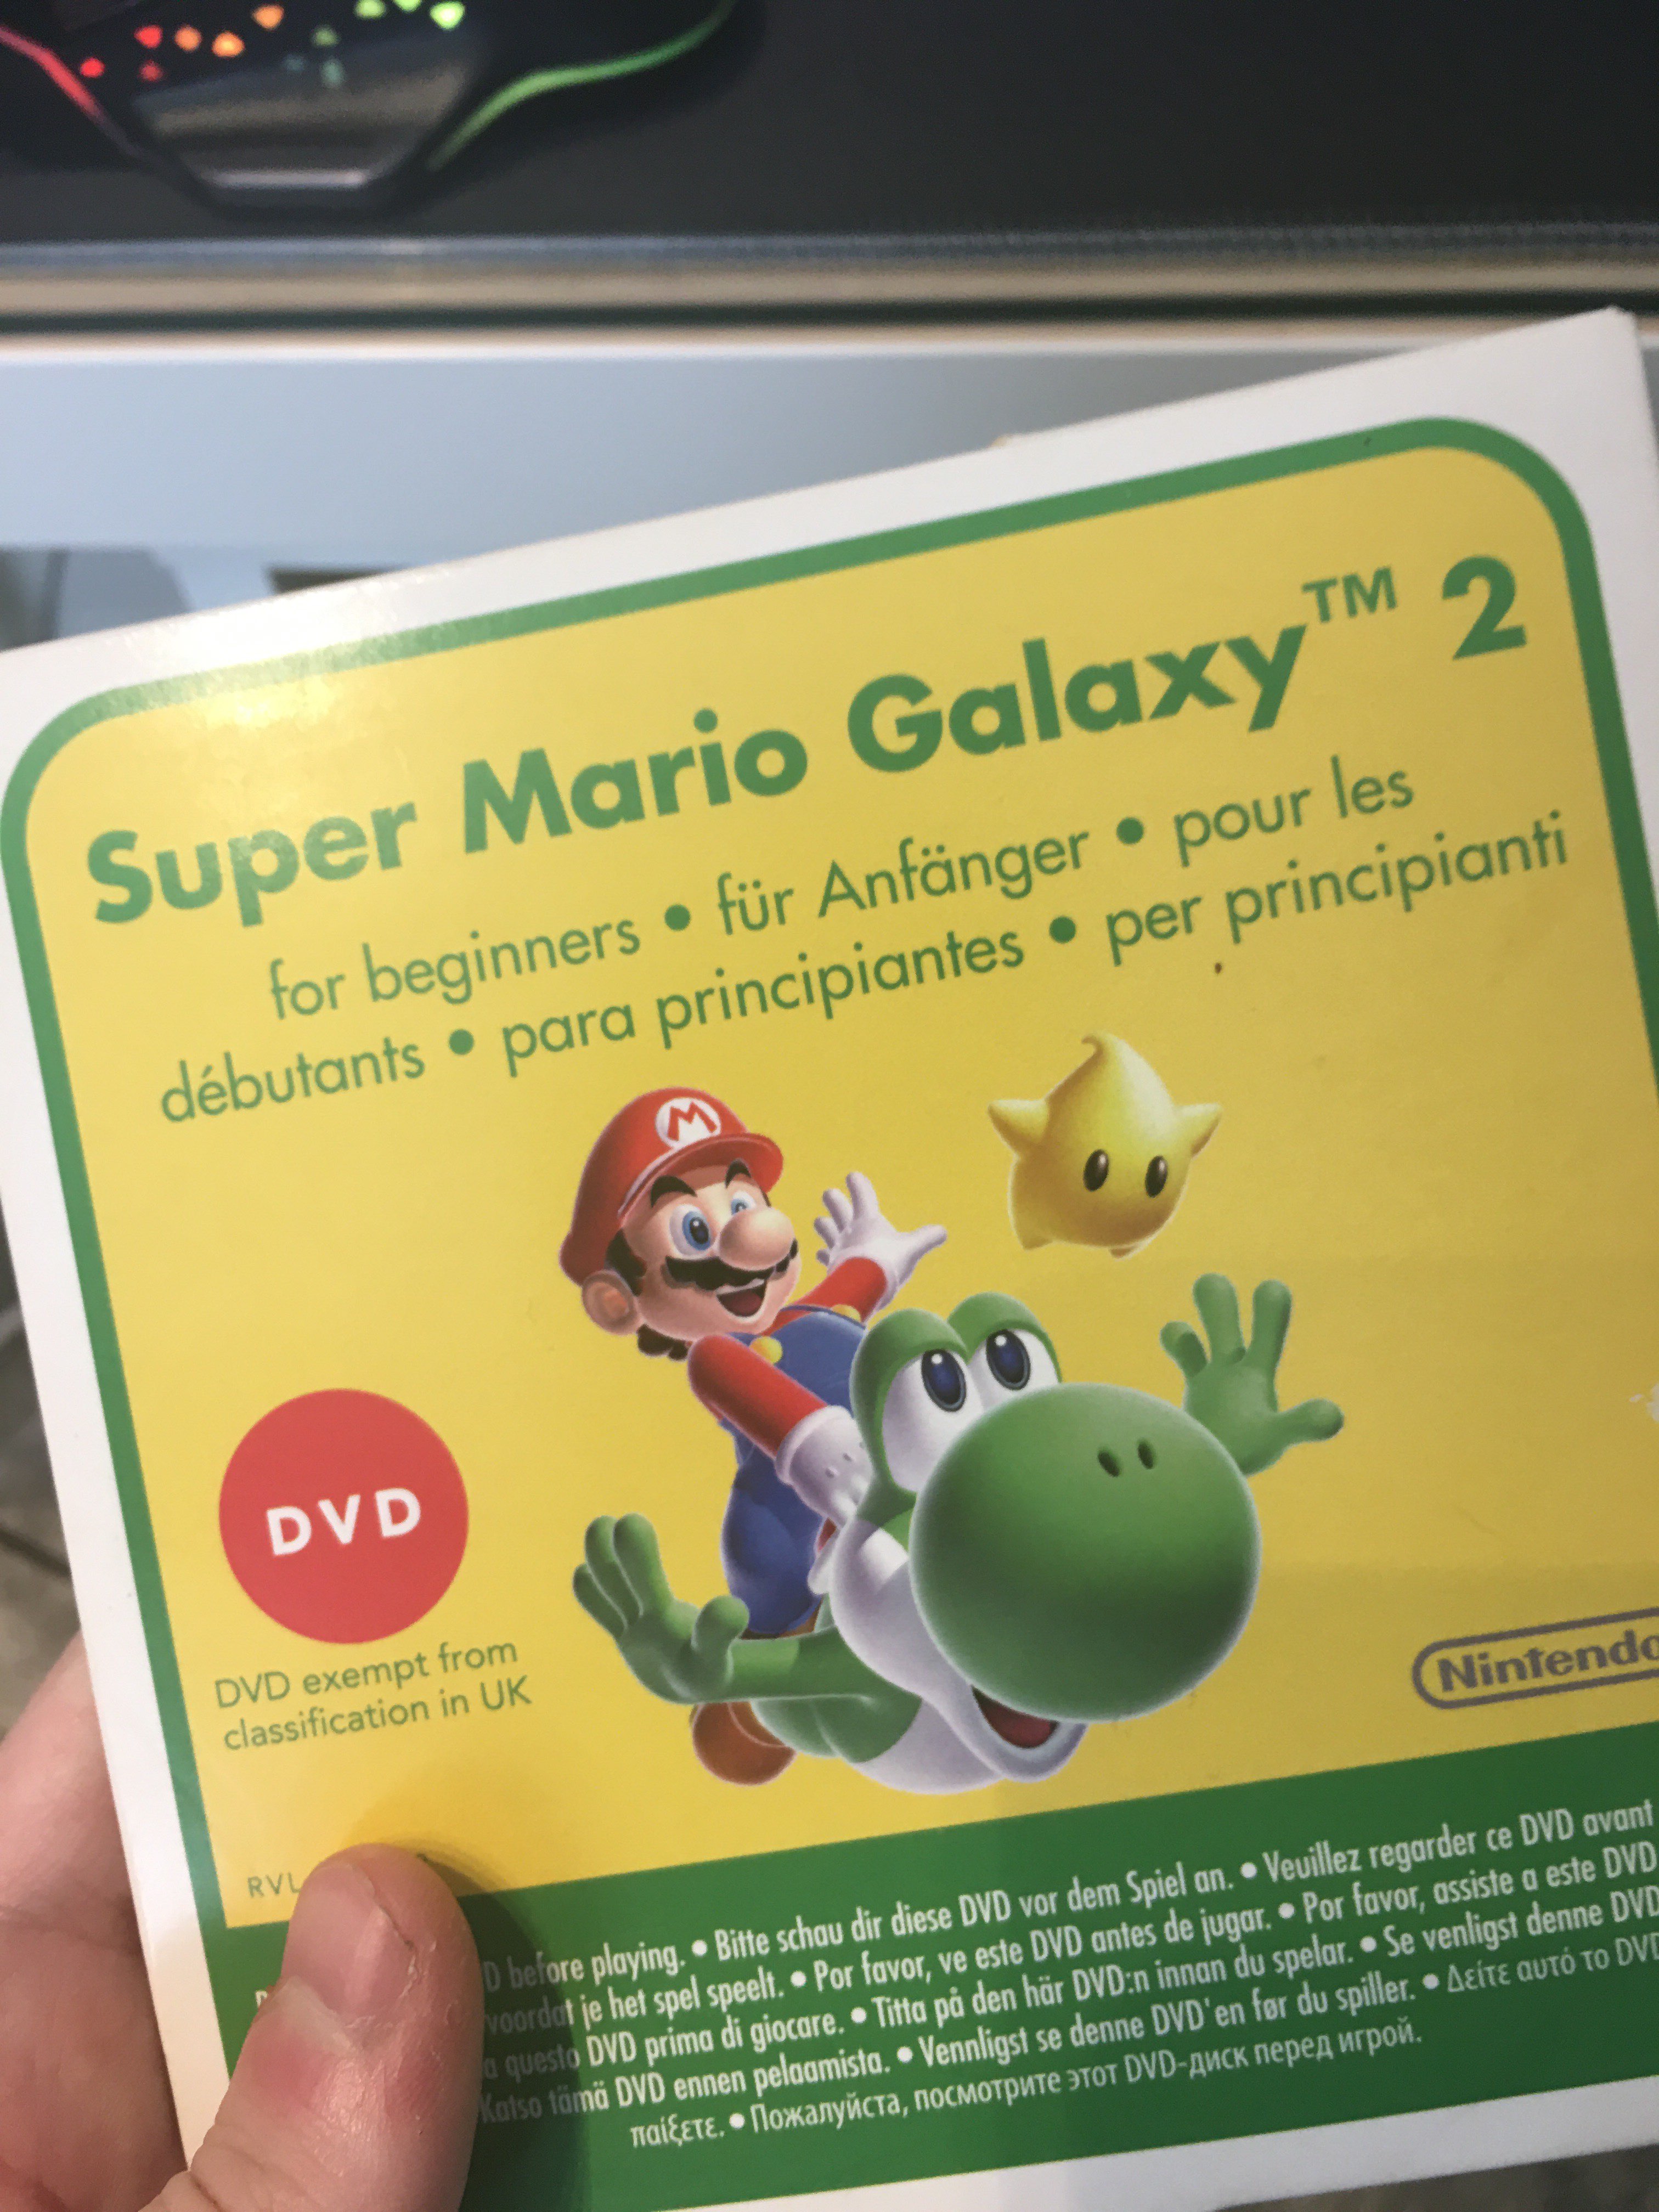 Super Mario Galaxy™ 2
for beginners • für Anfänger • pour les
débutants • para principiantes • per principianti
M
DVD
DVD exempt from
classification in UK
Nintendo
RVL
before playing. • Bitte schau dir diese DVD vor dem Spiel an. • Veuillez regarder ce DVD avant
voordat je het spel speelt. • Por favor, ve este DVD antes de jugar. • Por favor, assiste a este DVD
questo DVD prima di giocare. • Titta på den här DVD:n innan du spelar. • Se venligst denne DVD
Katso tämä DVD ennen pelaamista. • Vennligst se denne DVD'en før du spiller. • Δείτε αυτό το DVD
παίξετε. • Пожалуйста, посмотрите этот DVD-диск перед игрой.